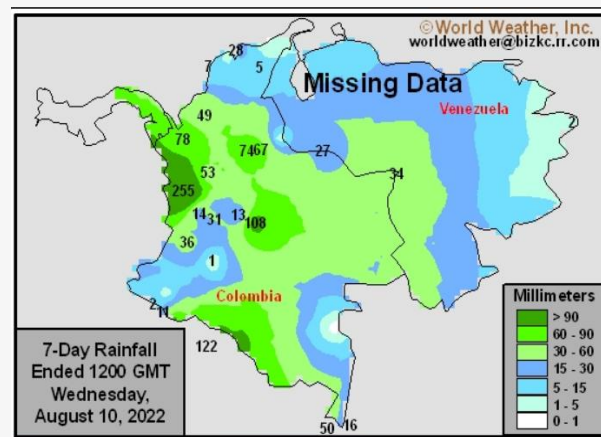 ©World Weather, Inc.
worldweather@bizkc.rr.com
28
7
5
Missing Data
Venezuela
49
2
78
74 67
27
53
34
255
14 31 13
108
36
1
Colombia
2
11
122
50 16
Millimeters
> 90
60 - 90
30 - 60
15 - 30
5 - 15
1 - 5
0 - 1
7-Day Rainfall
Ended 1200 GMT
Wednesday,
August 10, 2022